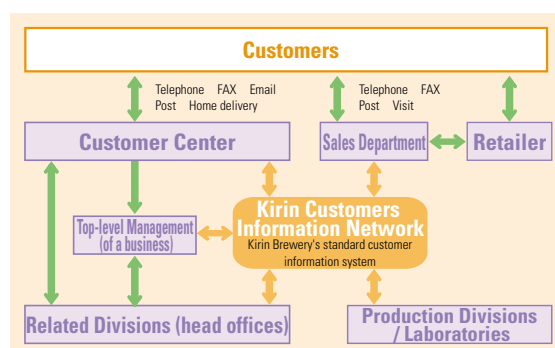 Customers
Telephone FAX Email
Post Home delivery
Telephone FAX
Post Visit
Customer Center
Sales Department
Retailer
Top-level Management
(of a business)
Kirin Customers
Information Network
Kirin Brewery's standard customer
information system
Related Divisions (head offices)
Production Divisions
/ Laboratories